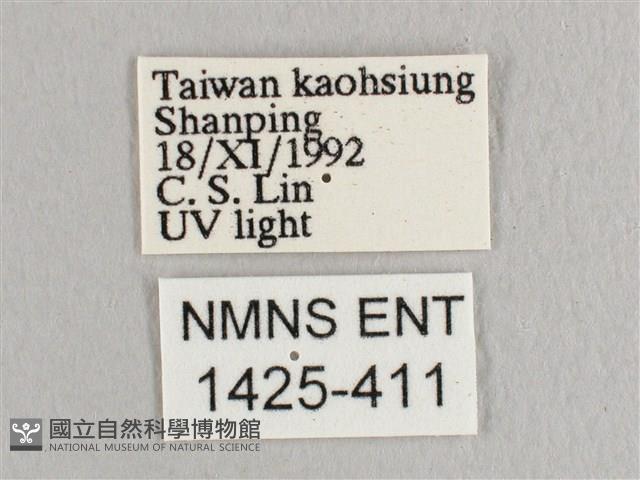 Taiwan kaohsiung
Shanping
18/XI/1992
C. S. Lin
UV light
NMNS ENT
1425-411
國立自然科學博物館
NATIONAL MUSEUM OF NATURAL SCIENCE